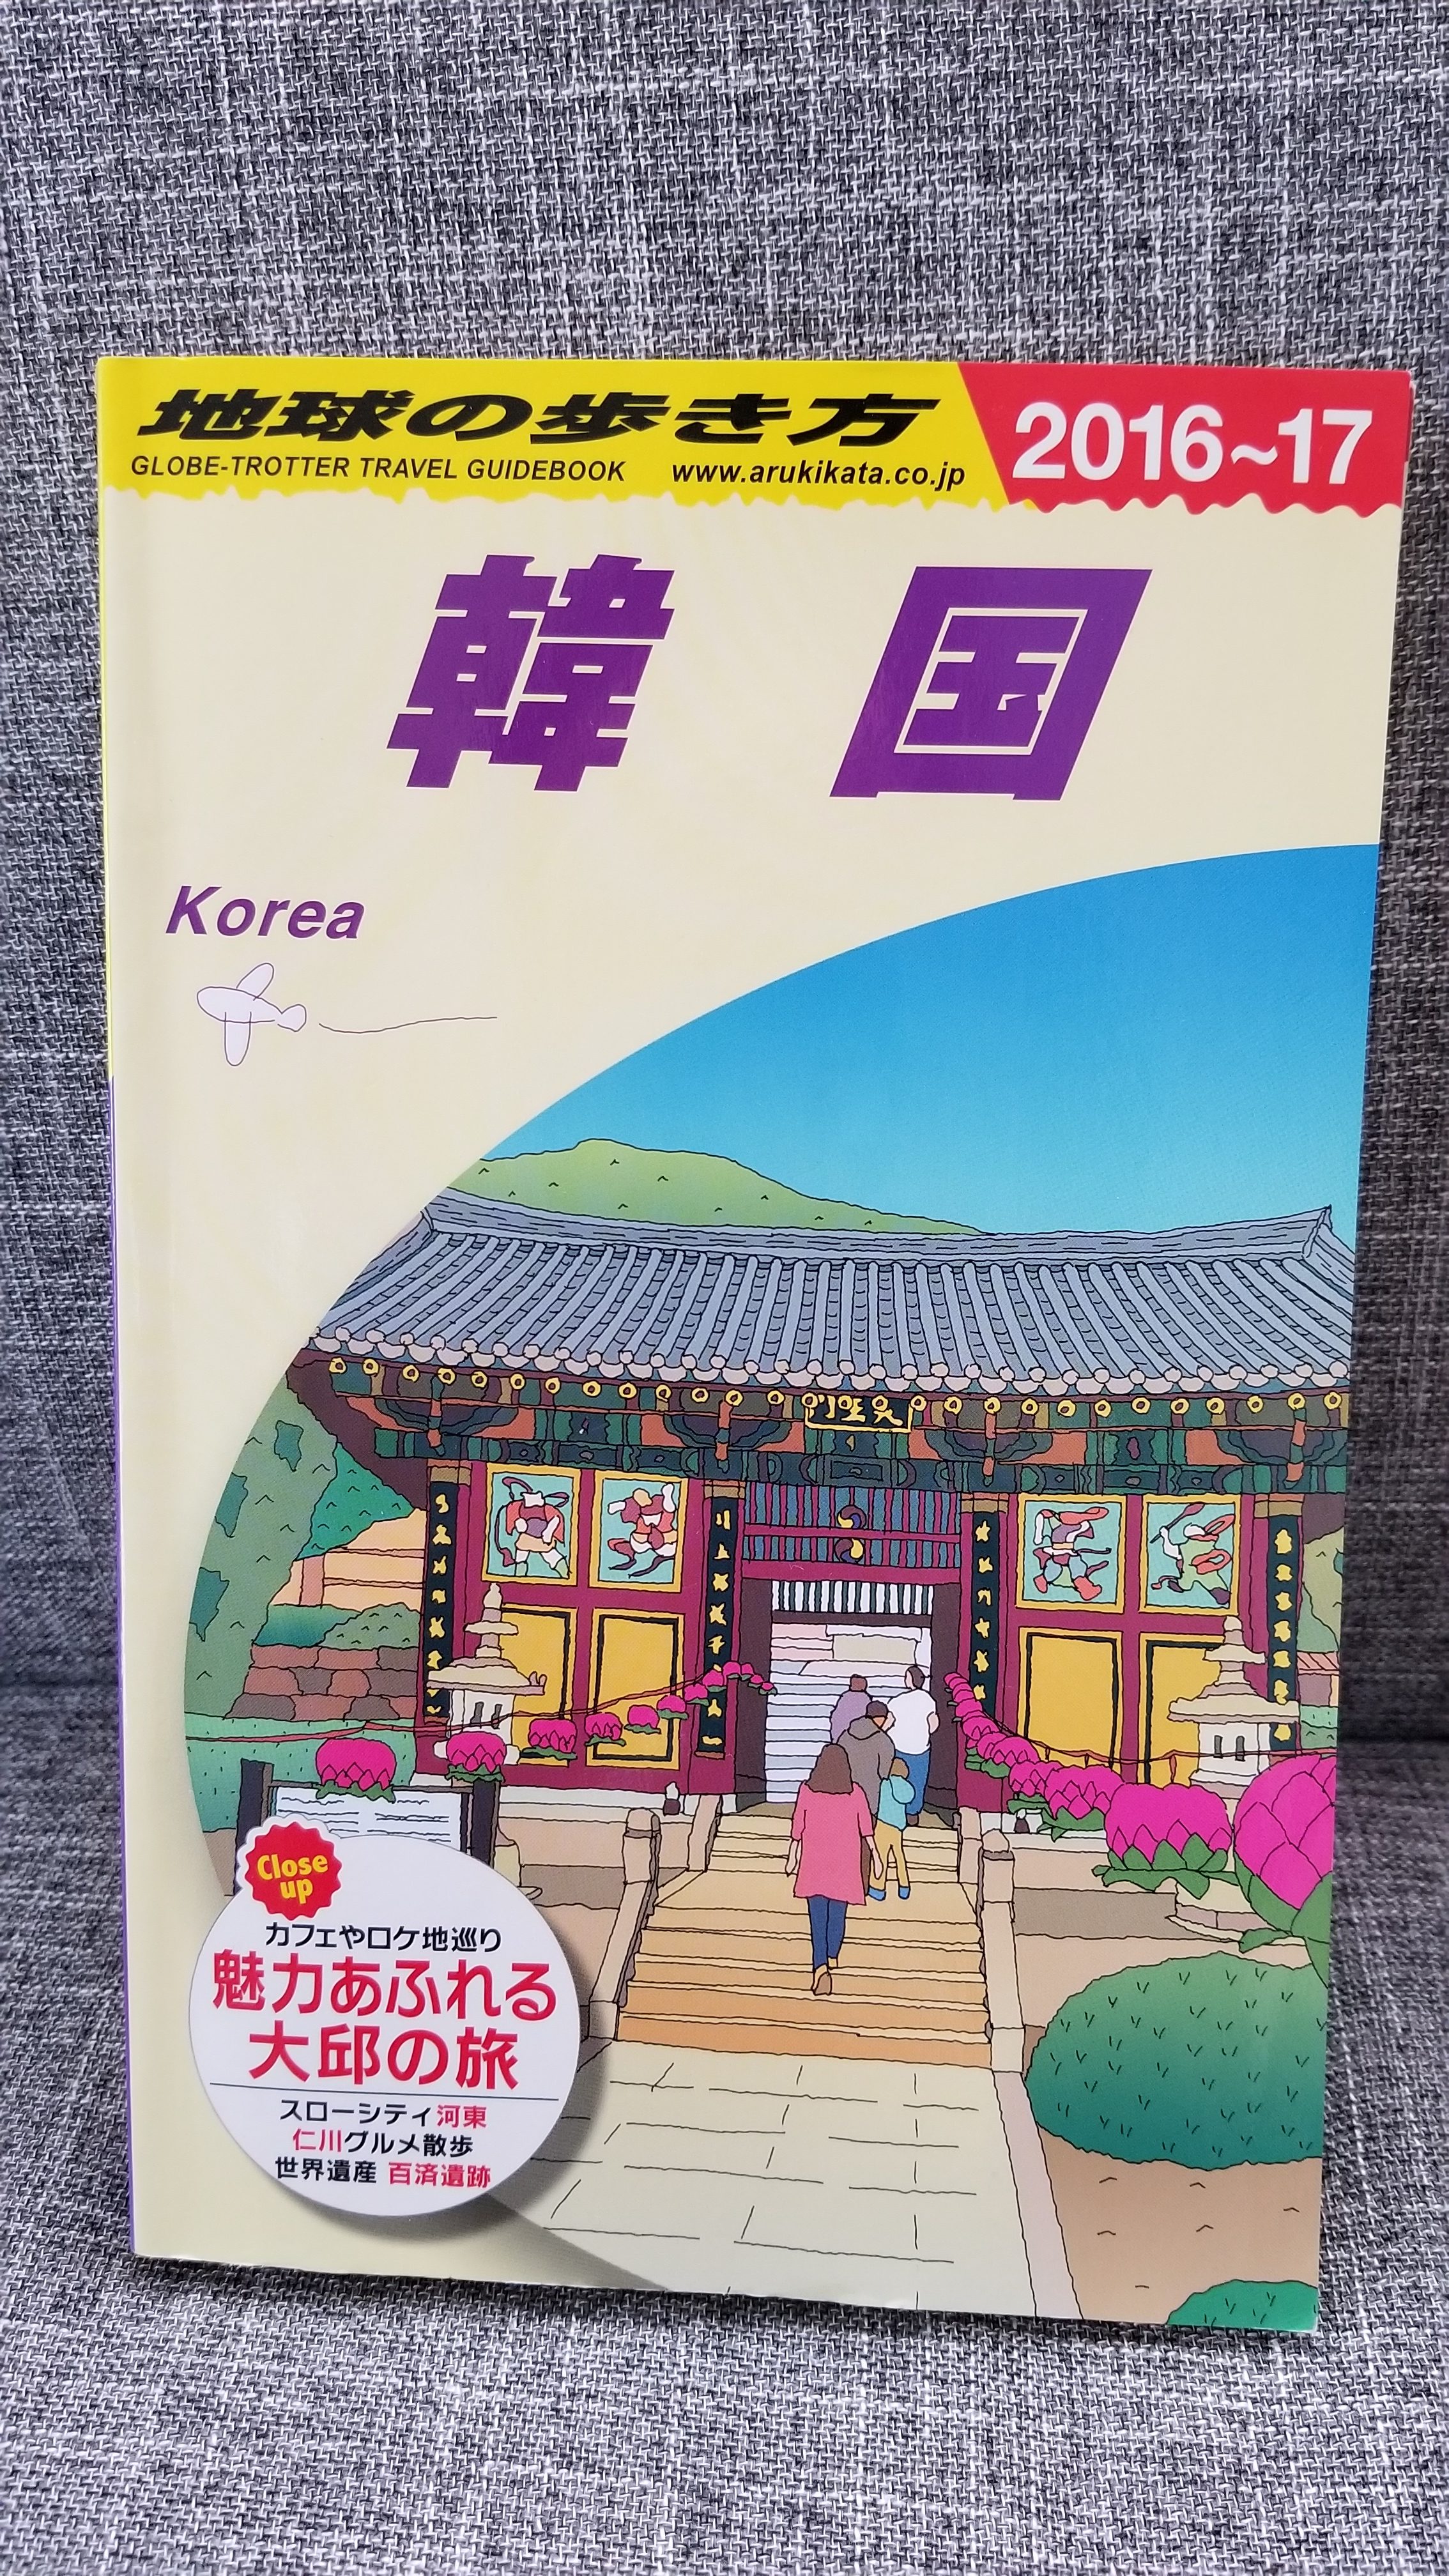 地球の歩き方
GLOBE-TROTTER TRAVEL GUIDEBOOK www.arukikata.co.jp
2016~17
韓国
Korea
Close
up
カフェやロケ地巡り
魅力あふれる
大邱の旅
スローシティ河東
仁川グルメ散歩
世界遺産 百済遺跡